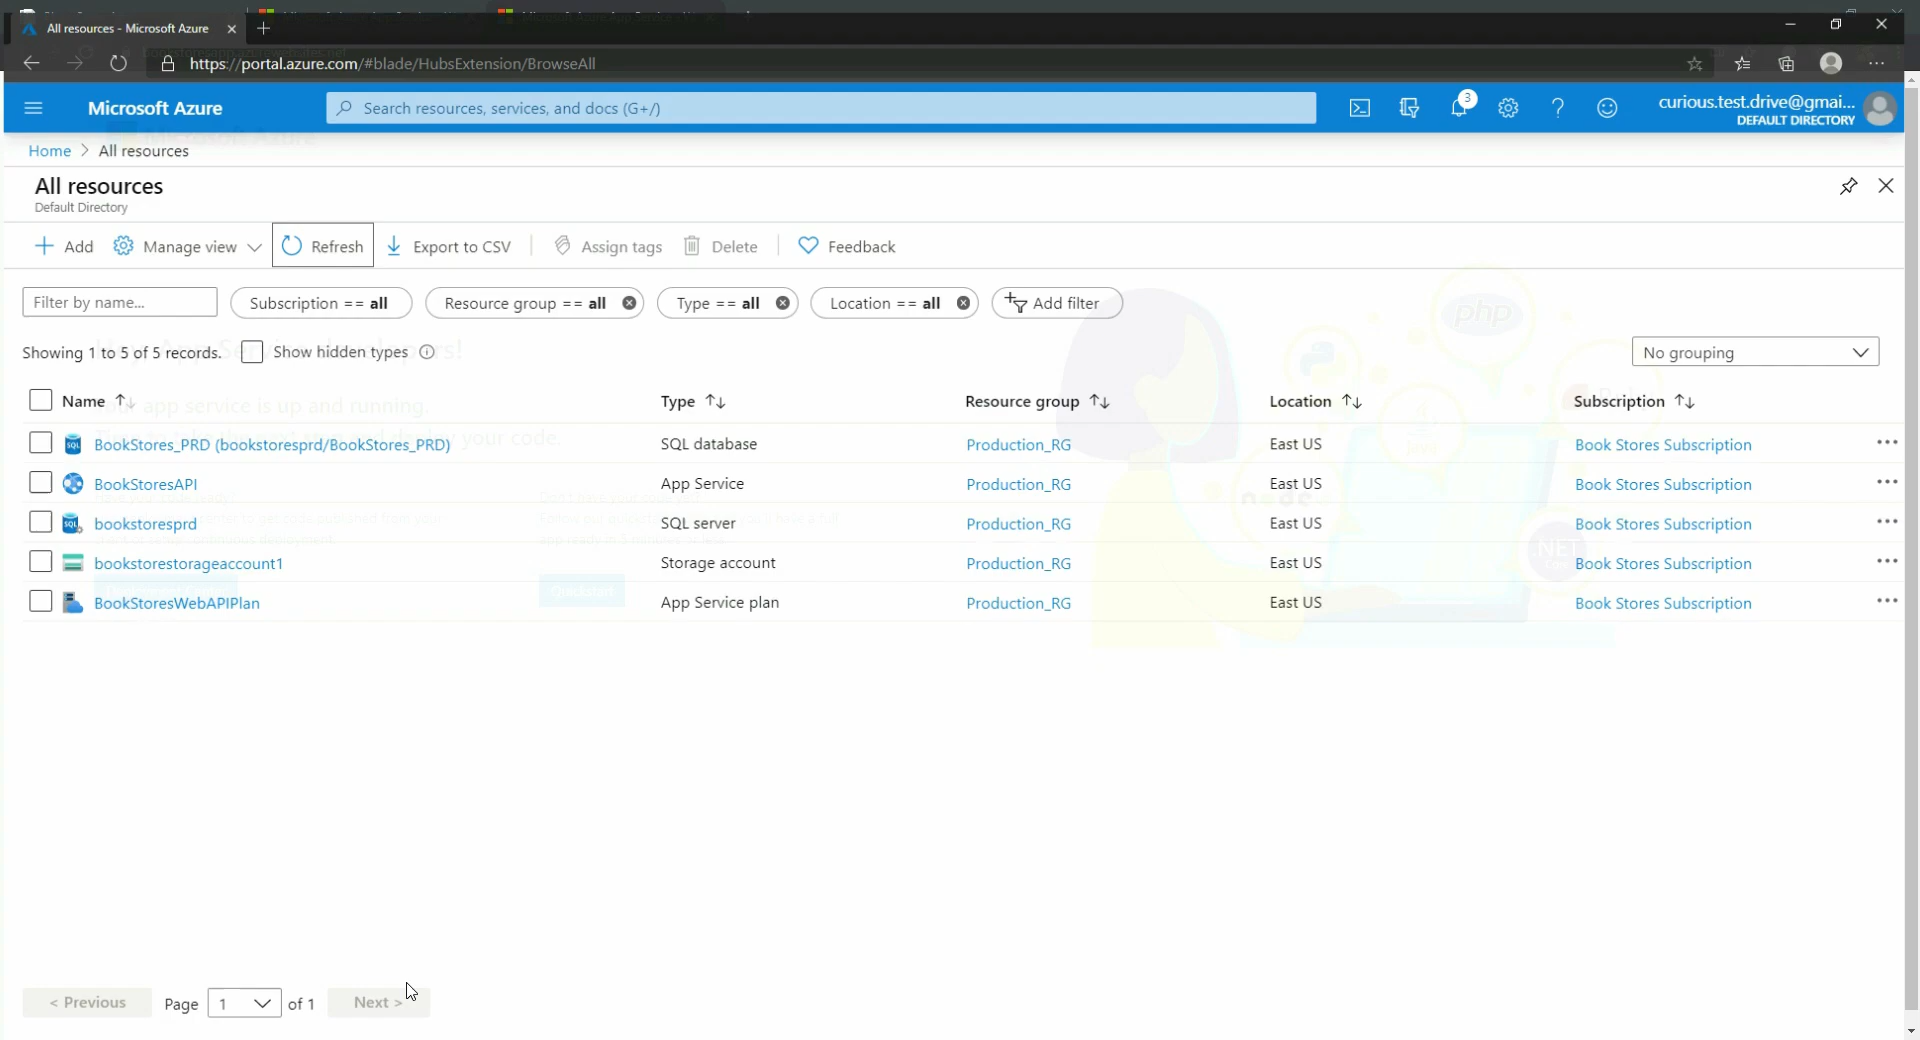 All resources - Microsoft Azure
https://portal.azure.com/#blade/HubsExtension/BrowseAll
Microsoft Azure
Search resources, services, and docs (G+/)
3
curious.test.drive@gmai...
DEFAULT DIRECTORY
Home > All resources
All resources
Default Directory
Add Manage view Refresh Export to CSV Assign tags Delete Feedback
Filter by name... Subscription == all Resource group == all Type == all Location == all Add filter
Showing 1 to 5 of 5 records. Show hidden types No grouping
Name Type Resource group Location Subscription
BookStores_PRD (bookstoresprd/BookStores_PRD) SQL database Production_RG East US Book Stores Subscription
BookStoresAPI App Service Production_RG East US Book Stores Subscription
bookstoresprd SQL server Production_RG East US Book Stores Subscription
bookstorestorageaccount1 Storage account Production_RG East US Book Stores Subscription
BookStoresWebAPIPlan App Service plan Production_RG East US Book Stores Subscription
php
node
.NET
< Previous Page 1 of 1 Next >